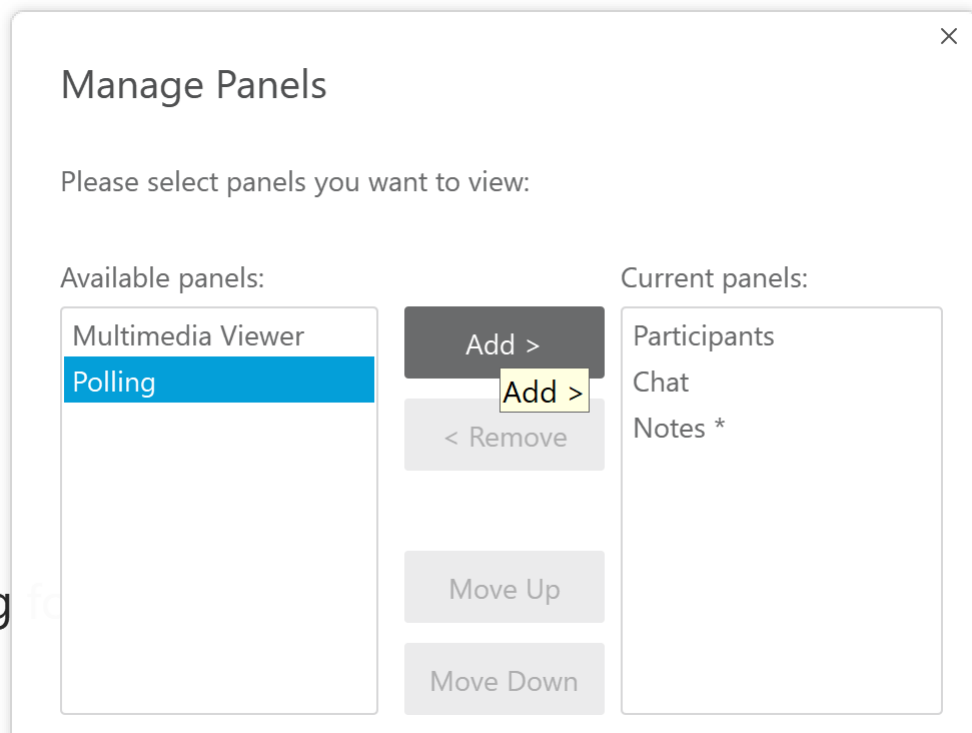 Manage Panels
Please select panels you want to view:
Available panels:
Multimedia Viewer
Polling
Add >
Add >
< Remove
Move Up
Move Down
Current panels:
Participants
Chat
Notes *
g fo